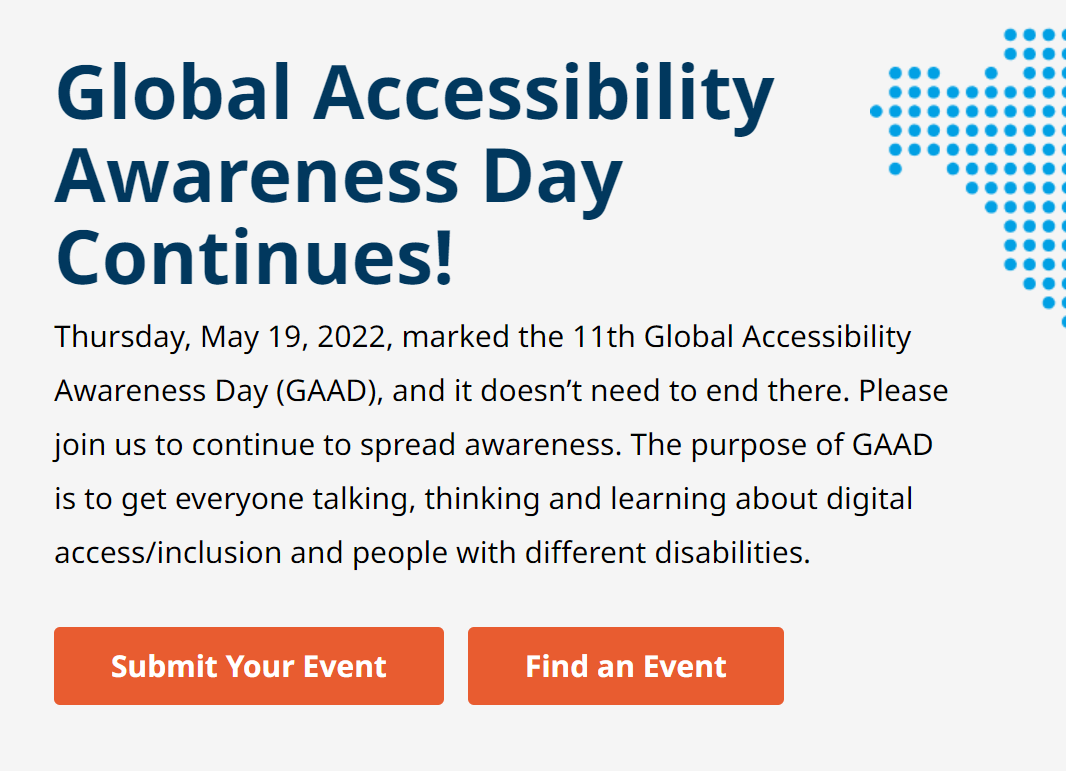 Global Accessibility
Awareness Day
Continues!
Thursday, May 19, 2022, marked the 11th Global Accessibility
Awareness Day (GAAD), and it doesn’t need to end there. Please
join us to continue to spread awareness. The purpose of GAAD
is to get everyone talking, thinking and learning about digital
access/inclusion and people with different disabilities.
Submit Your Event
Find an Event